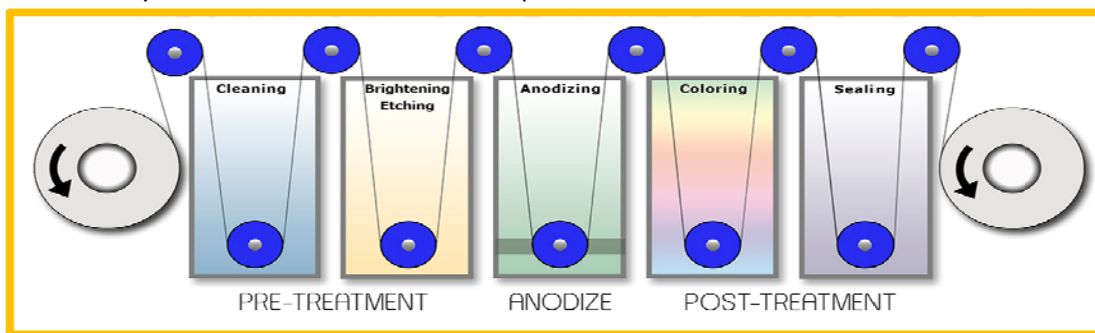 Cleaning
Brightening
Etching
Anodizing
Coloring
Sealing
PRE-TREATMENT
ANODIZE
POST-TREATMENT